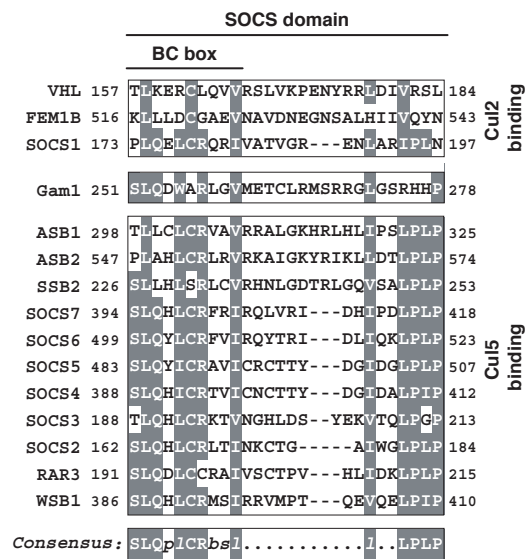 SOCS domain
BC box
VHL 157 TLKERCLQVVRSLVKPENYRRLDIVRSL 184
FEM1B 516 KLLLDCGAEVNAVDNEGNSALHIIVQYN 543
SOCS1 173 PLQELCRQRIVATVGR---ENLARIPLN 197
Cul2 binding
Gam1 251 SLQDWARLGVMETCLRMSRRGLGSRHHP 278
ASB1 298 TLLCLCRVAVRRALGKHRLHLIPSLPLP 325
ASB2 547 PLAHLCRLRVRKAIGKYRIKLLDTLPLP 574
SSB2 226 SLLHLSRLCVRHNLGDTRLGQVSALPLP 253
SOCS7 394 SLQHLCRFRIRQLVRI---DHIPDLPLP 418
SOCS6 499 SLQYLCRFVIRQYTRI---DLIQKLPLP 523
SOCS5 483 SLQYICRAVICRCTTY---DGIDGLPLP 507
SOCS4 388 SLQHICRTVICNCTTY---DGIDALPIP 412
SOCS3 188 TLQHLCRKTVNGHLDS--YEKVTQLPGP 213
SOCS2 162 SLQHLCRLTINKCTG-----AIWGLPLP 184
RAR3 191 SLQDLCCRAIVSCTPV---HLIDKLPLP 215
WSB1 386 SLQHLCRMSIRRVMPT---QEVQELPIP 410
Cul5 binding
Consensus: SLQplCRbsl...........l..LPLP